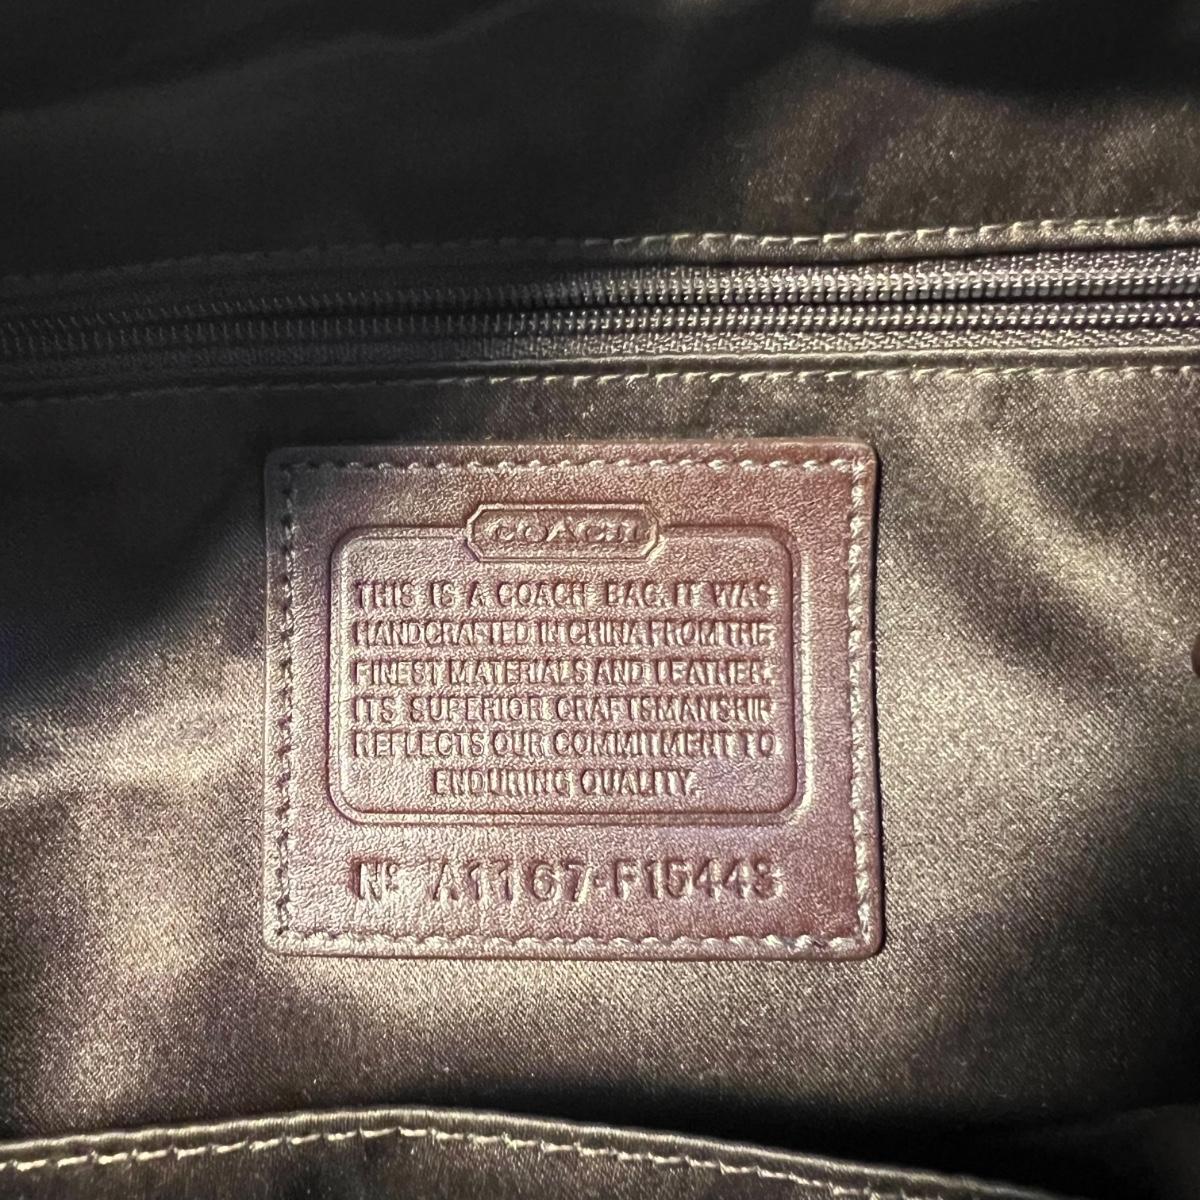 COACH
THIS IS A COACH BAG. IT WAS
HANDCRAFTED IN CHINA FROM THE
FINEST MATERIALS AND LEATHER.
ITS SUPERIOR CRAFTSMANSHIP
REFLECTS OUR COMMITMENT TO
ENDURING QUALITY.
Nº A1167-F15443